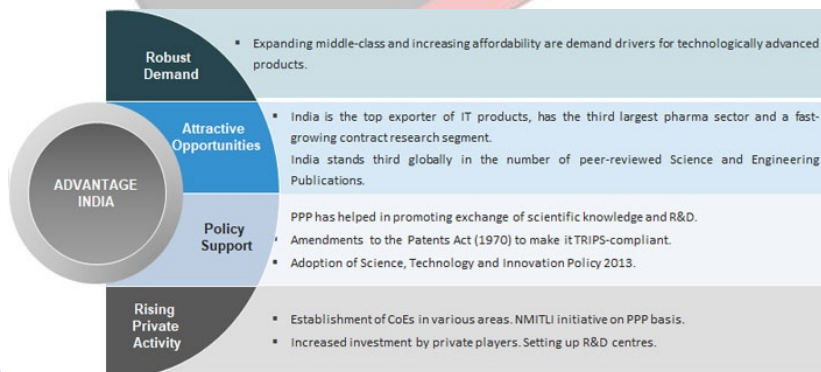 Robust
Demand
▪ Expanding middle-class and increasing affordability are demand drivers for technologically advanced
products.
ADVANTAGE
INDIA
Attractive
Opportunities
▪ India is the top exporter of IT products, has the third largest pharma sector and a fast-
growing contract research segment.
India stands third globally in the number of peer-reviewed Science and Engineering
Publications.
Policy
Support
PPP has helped in promoting exchange of scientific knowledge and R&D.
▪ Amendments to the Patents Act (1970) to make it TRIPS-compliant.
▪ Adoption of Science, Technology and Innovation Policy 2013.
Rising
Private
Activity
▪ Establishment of CoEs in various areas. NMITLI initiative on PPP basis.
▪ Increased investment by private players. Setting up R&D centres.